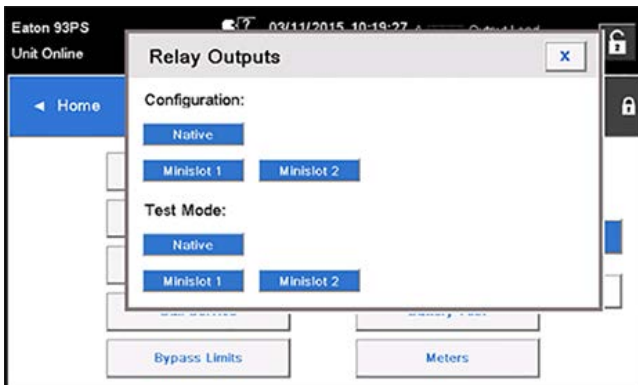 Eaton 93PS
03/11/2015 10:19:27
Unit Online
Relay Outputs
x
◄ Home
Configuration:
Native
Minislot 1 Minislot 2
Test Mode:
Native
Minislot 1 Minislot 2
Bypass Limits Meters